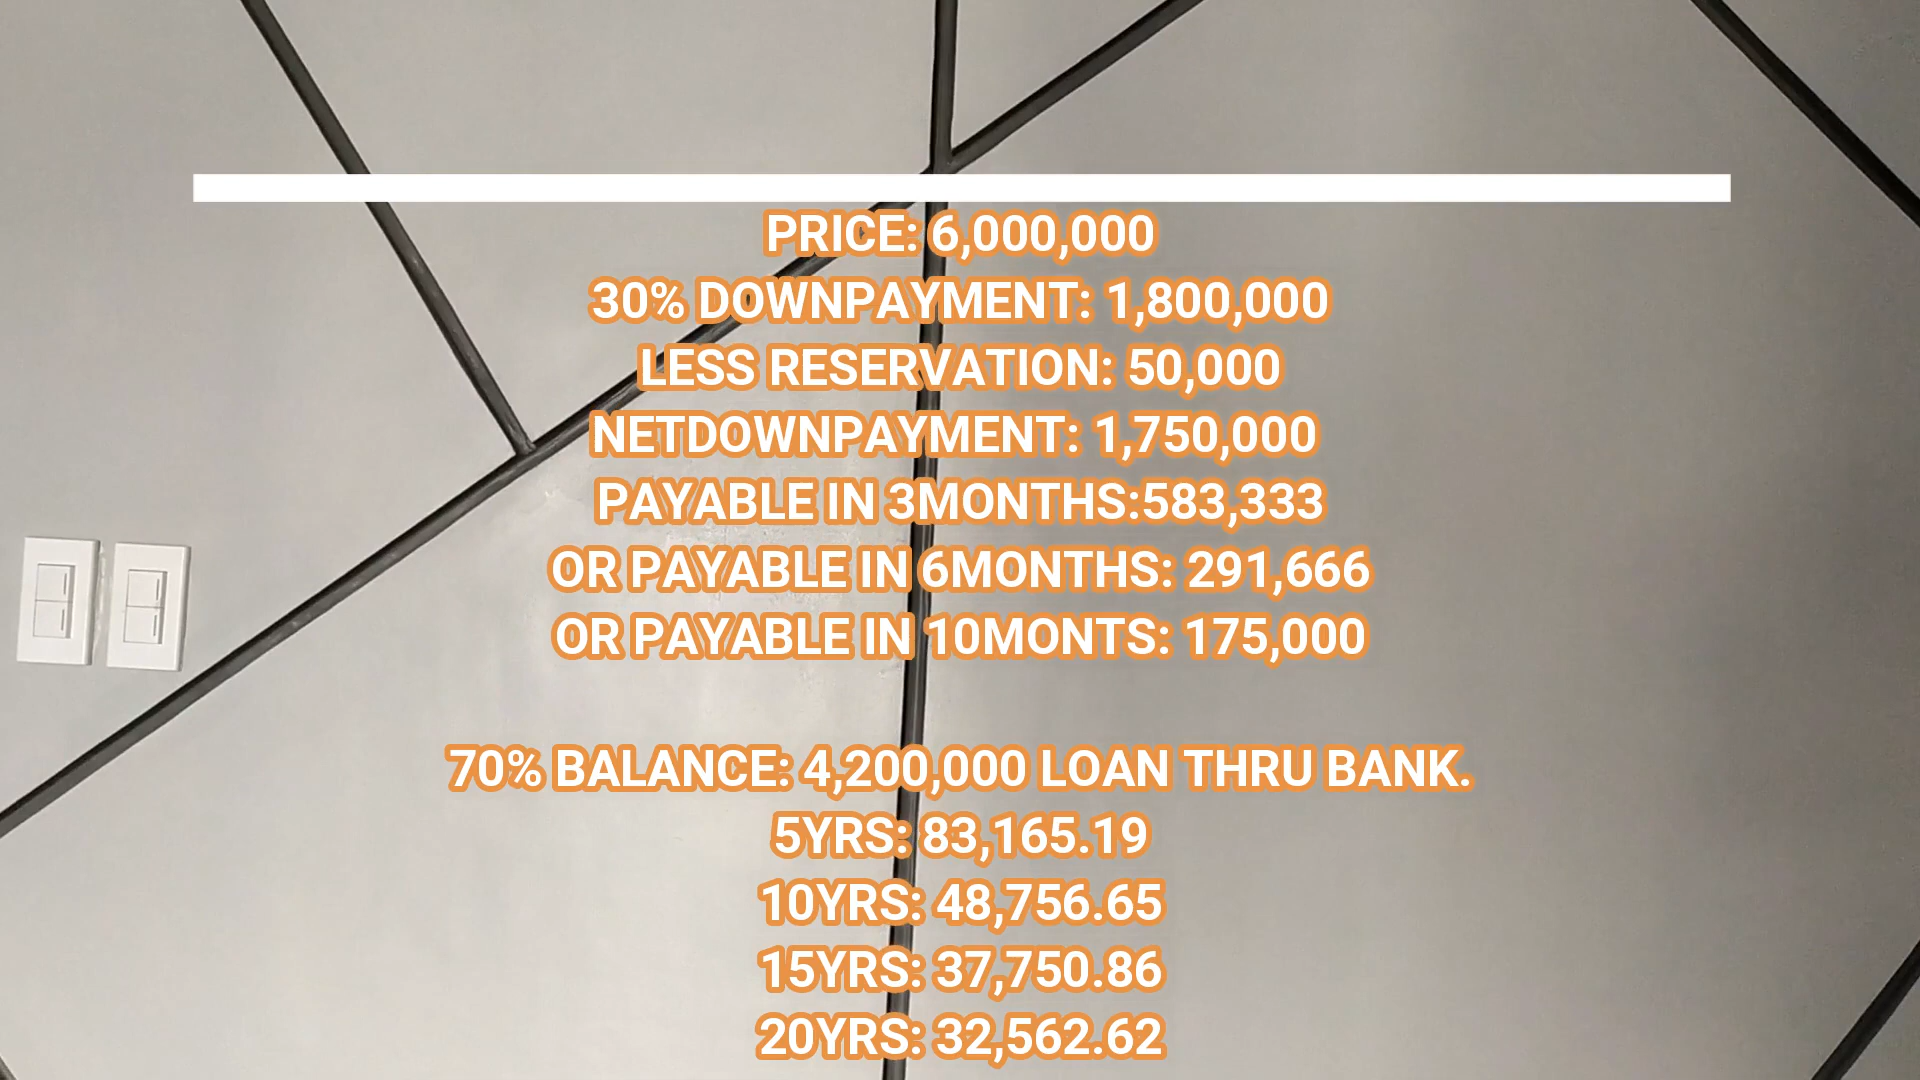 PRICE: 6,000,000
30% DOWNPAYMENT: 1,800,000
LESS RESERVATION: 50,000
NETDOWNPAYMENT: 1,750,000
PAYABLE IN 3MONTHS:583,333
OR PAYABLE IN 6MONTHS: 291,666
OR PAYABLE IN 10MONTS: 175,000
70% BALANCE: 4,200,000 LOAN THRU BANK.
5YRS: 83,165.19
10YRS: 48,756.65
15YRS: 37,750.86
20YRS: 32,562.62